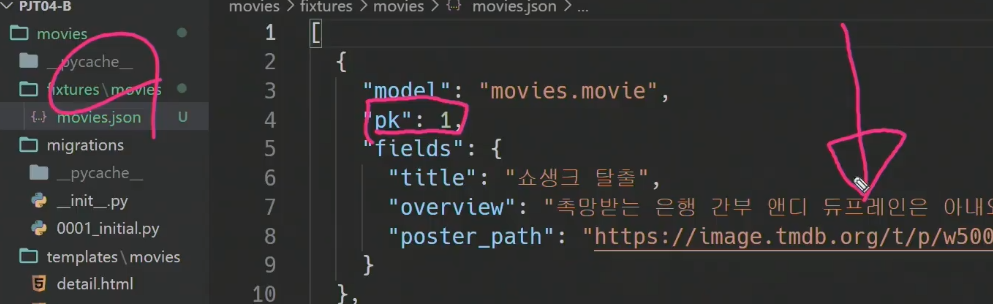 PJT04-B
movies
__pycache__
fixtures\movies
{..} movies.json U
migrations
__pycache__
__init__.py
0001_initial.py
templates\movies
detail.html
movies > fixtures > movies > {..} movies.json > ...
1 [
2 {
3 "model": "movies.movie",
4 "pk": 1,
5 "fields": {
6 "title": "쇼생크 탈출",
7 "overview": "촉망받는 은행 간부 앤디 듀프레인은 아내와
8 "poster_path": "https://image.tmdb.org/t/p/w500
9 }
10 },